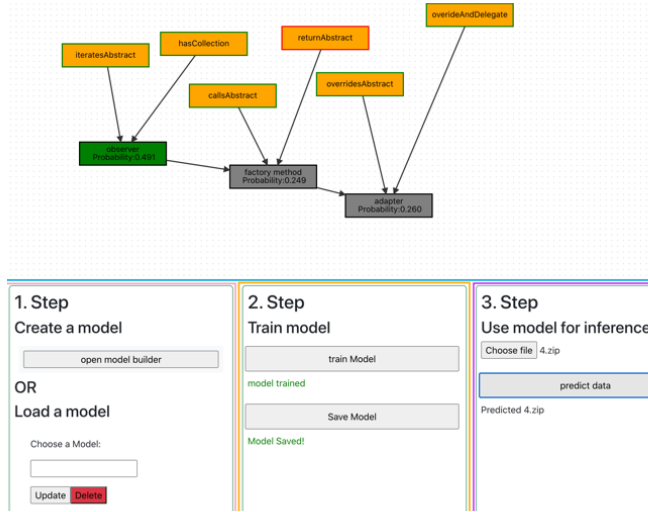 overideAndDelegate
hasCollection
returnAbstract
iteratesAbstract
overridesAbstract
callsAbstract
observer
Probability:0.491
factory method
Probability:0.249
adapter
Probability:0.260
1. Step
Create a model
open model builder
OR
Load a model
Choose a Model:
Update Delete
2. Step
Train model
train Model
model trained
Save Model
Model Saved!
3. Step
Use model for inference
Choose file 4.zip
predict data
Predicted 4.zip